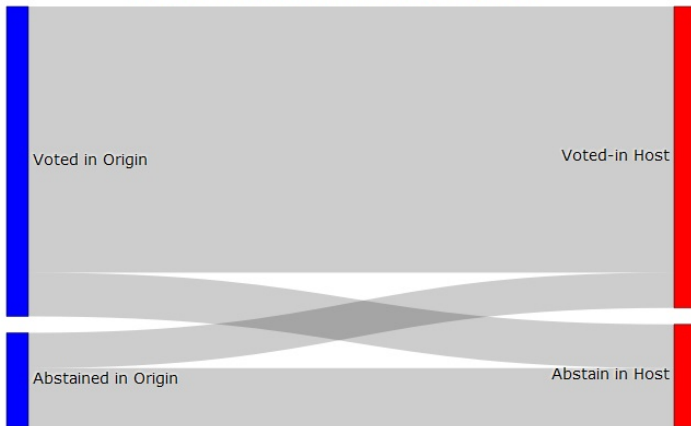 Voted in Origin
Voted-in Host
Abstained in Origin
Abstain in Host